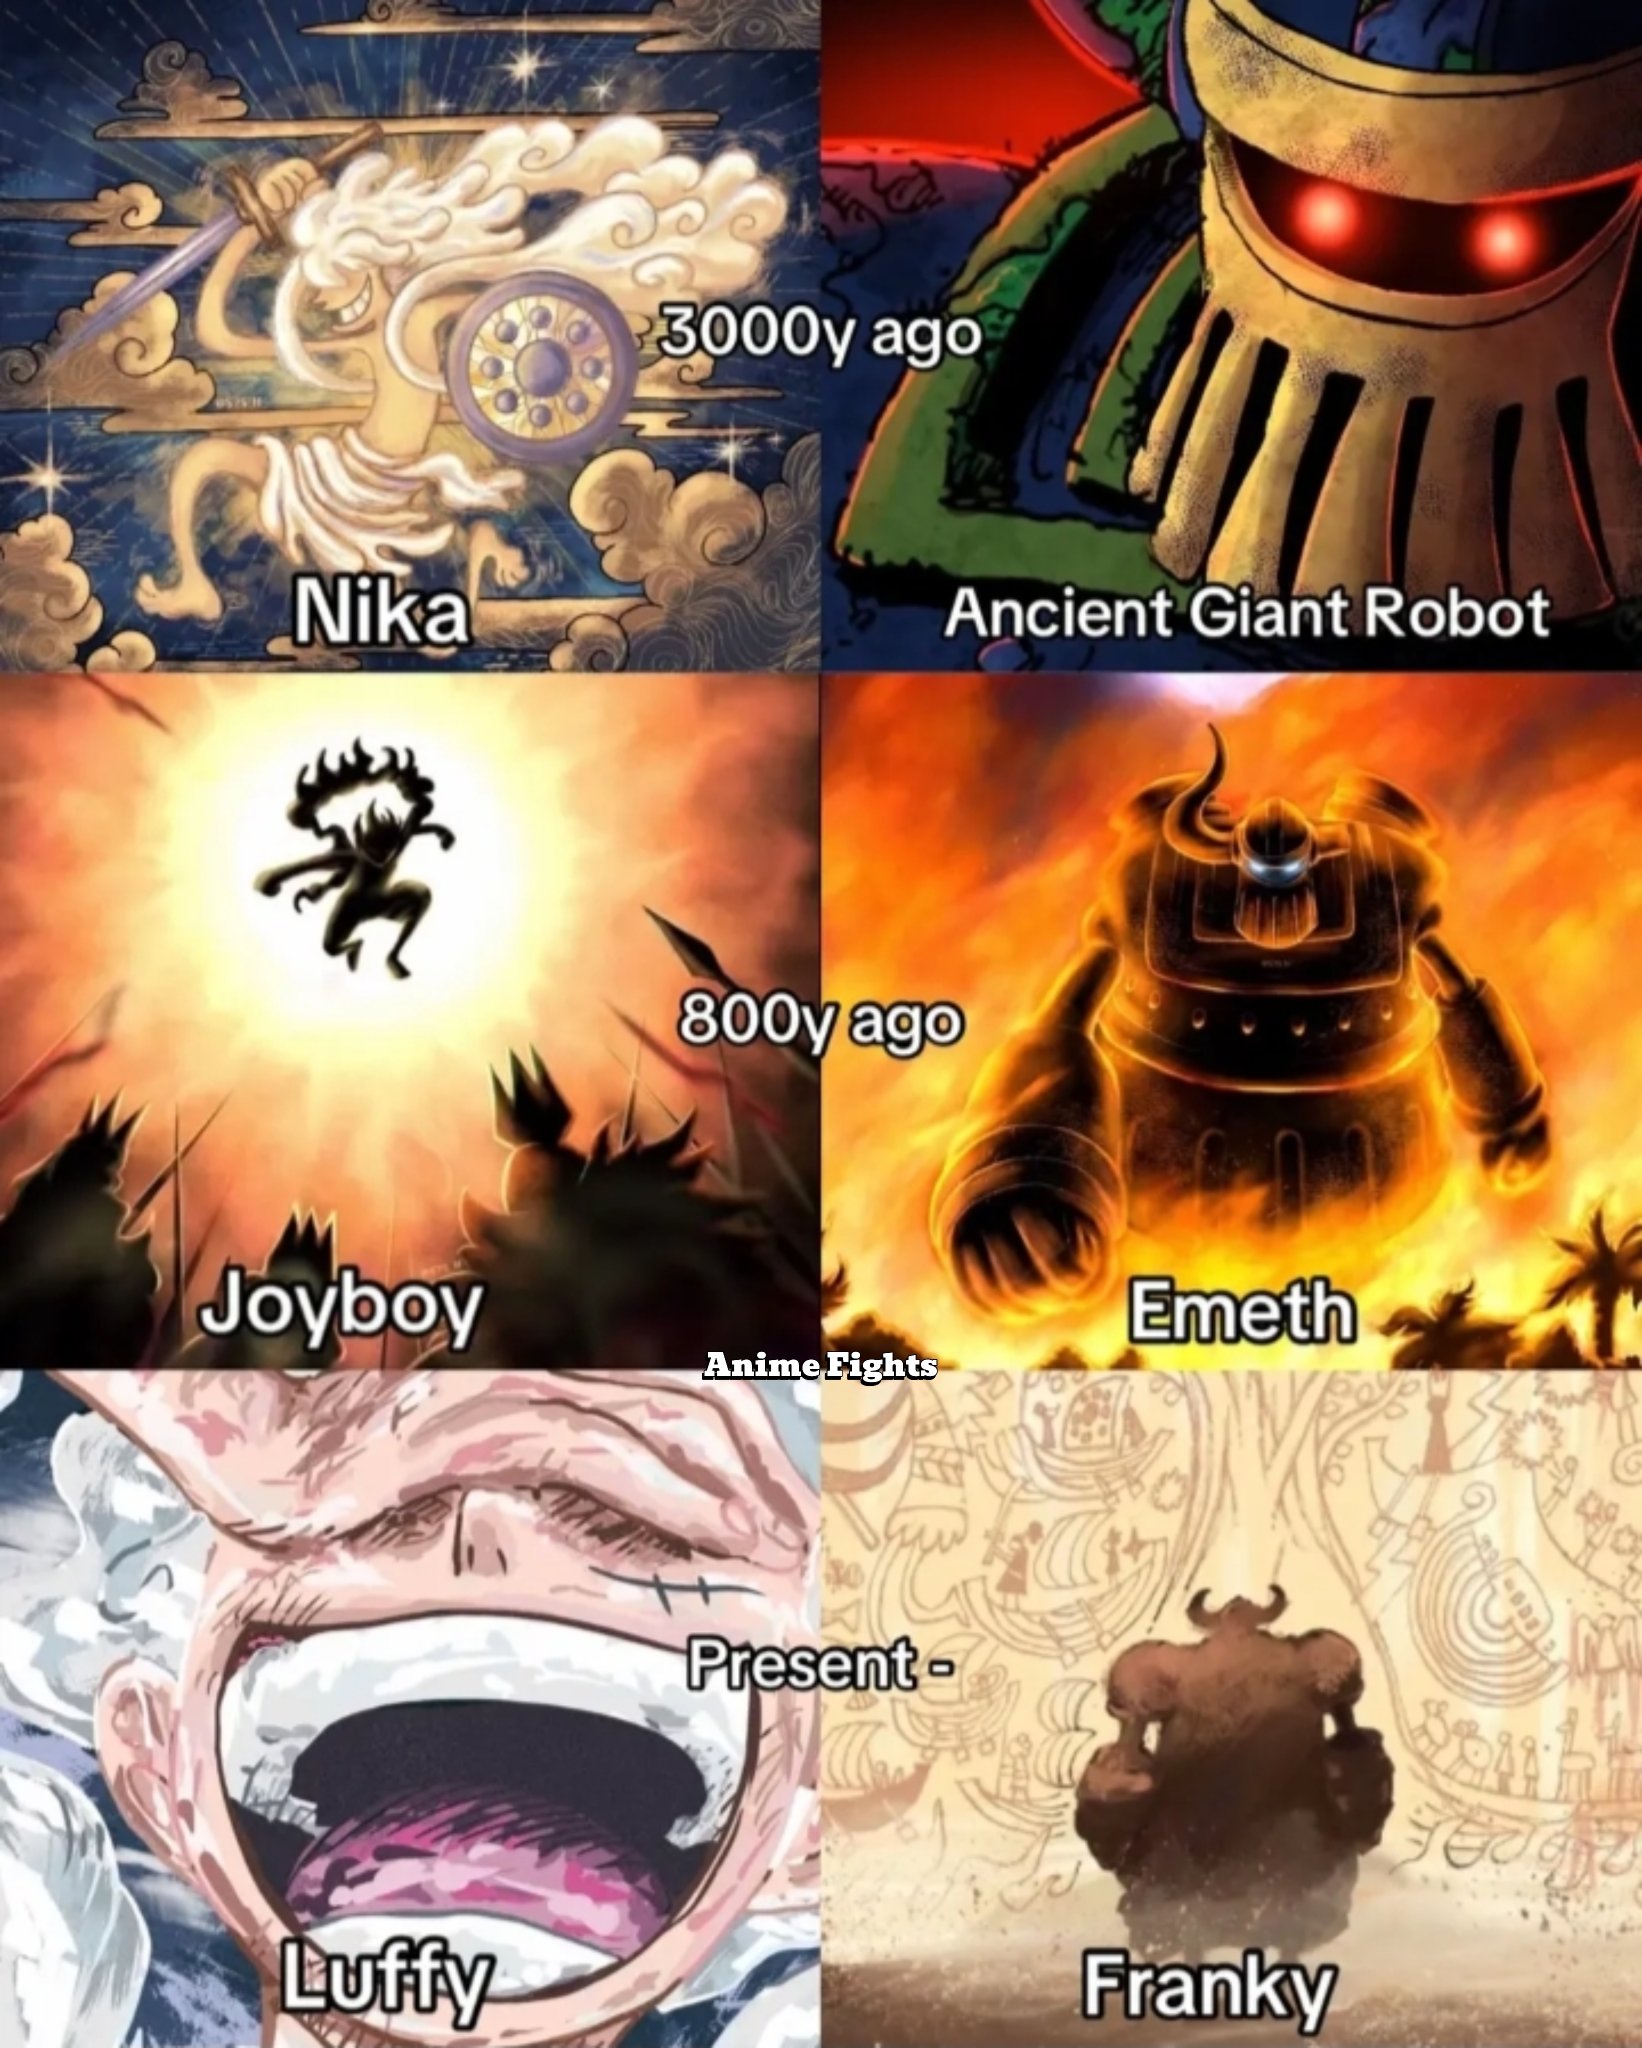 3000y ago
Nika
Ancient Giant Robot
800y ago
Joyboy
Emeth
Anime Fights
Present -
Luffy
Franky